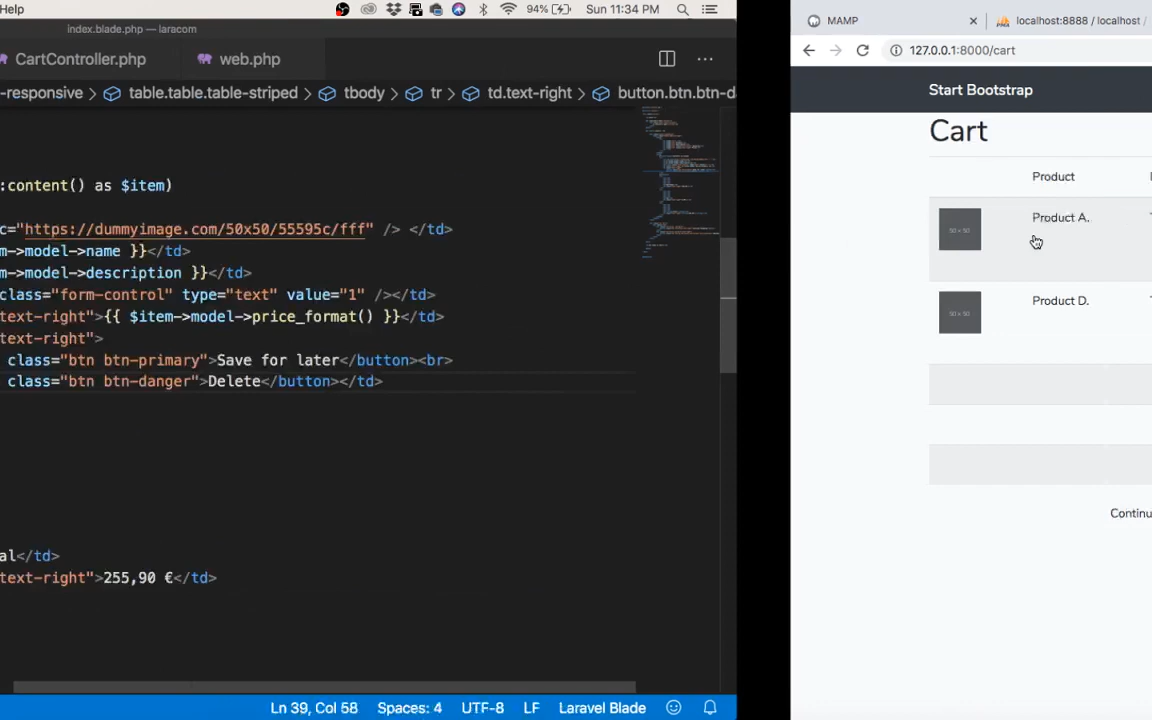 Help
94%
Sun 11:34 PM
index.blade.php — laracom
CartController.php
web.php
-responsive > table.table.table-striped > tbody > tr > td.text-right > button.btn.btn-d
:content() as $item)
c="https://dummyimage.com/50x50/55595c/fff" /> </td>
m->model->name }}</td>
m->model->description }}</td>
class="form-control" type="text" value="1" /></td>
text-right">{{ $item->model->price_format() }}</td>
text-right">
class="btn btn-primary">Save for later</button><br>
class="btn btn-danger">Delete</button></td>
al</td>
text-right">255,90 €</td>
Ln 39, Col 58
Spaces: 4
UTF-8
LF
Laravel Blade
MAMP
localhost:8888 / localhost /
127.0.0.1:8000/cart
Start Bootstrap
Cart
Product
50 × 50
Product A.
50 × 50
Product D.
Continu